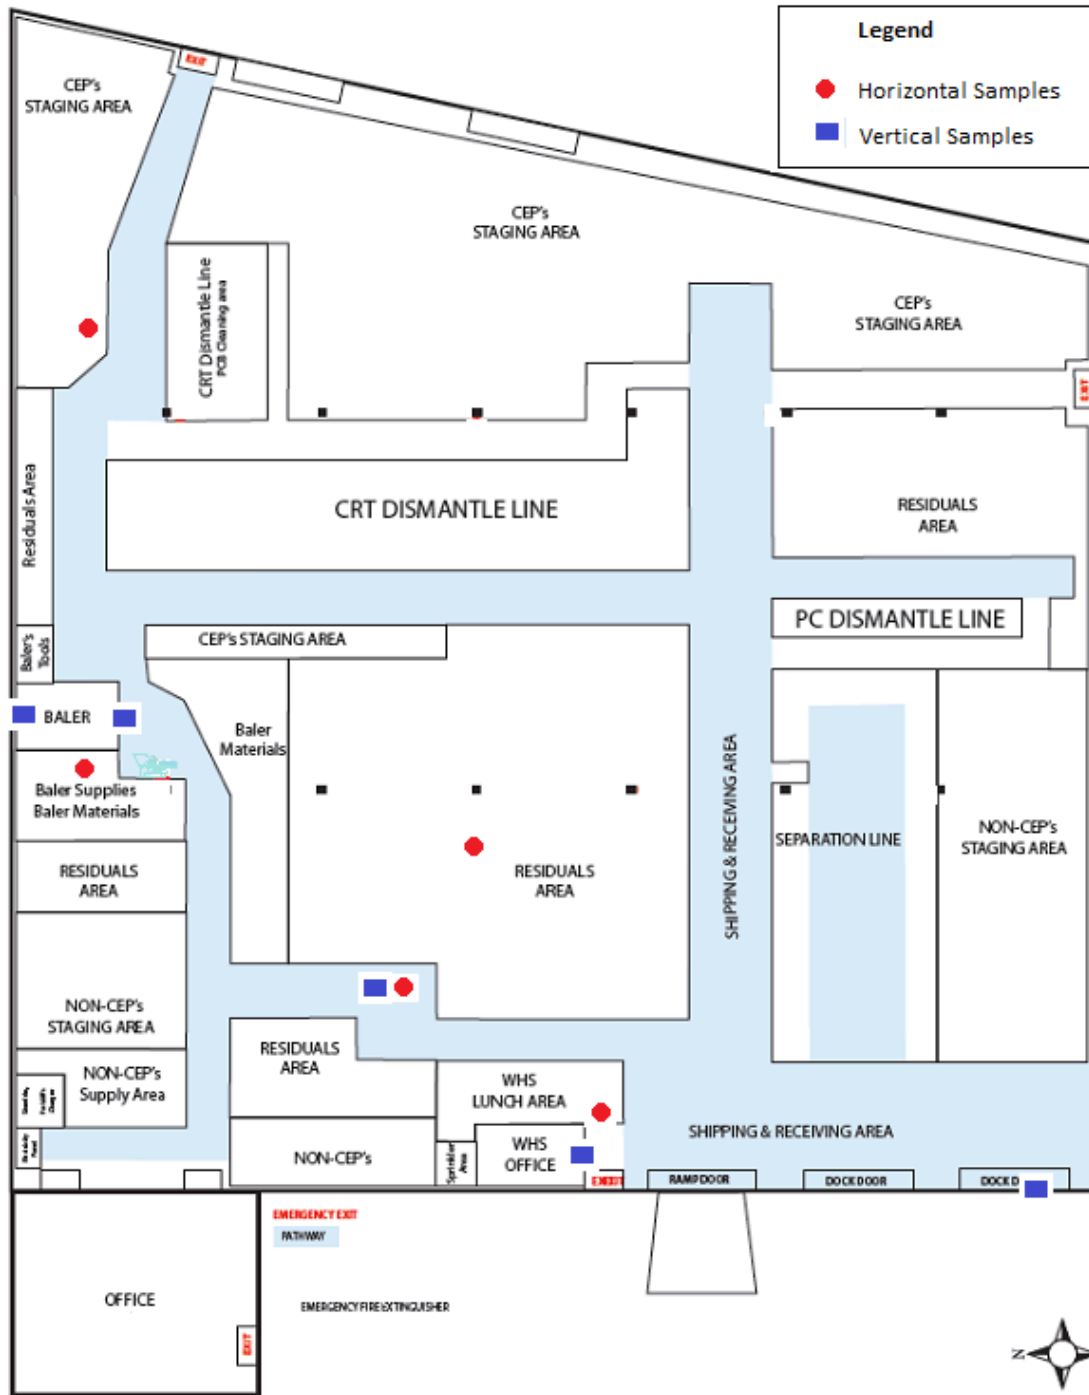 Legend
Horizontal Samples
Vertical Samples
EXIT
CEP's
STAGING AREA
CEP's
STAGING AREA
CEP's
STAGING AREA
CRT Dismantle Line
PCB Cleaning area
EXIT
Residuals Area
CRT DISMANTLE LINE
RESIDUALS
AREA
PC DISMANTLE LINE
CEP's STAGING AREA
Baler's
Tools
BALER
Baler
Materials
Baler Supplies
Baler Materials
SHIPPING & RECEIVING AREA
SEPARATION LINE
NON-CEP's
STAGING AREA
RESIDUALS
AREA
RESIDUALS
AREA
NON-CEP's
STAGING AREA
RESIDUALS
AREA
NON-CEP's
Supply Area
WHS
LUNCH AREA
SHIPPING & RECEIVING AREA
WHS
OFFICE
NON-CEP's
Sprinkler
Area
RAMP DOOR
DOCK DOOR
DOCK D
EMERGENCY EXIT
PATHWAY
OFFICE
EMERGENCY FIRE EXTINGUISHER
EXIT
N